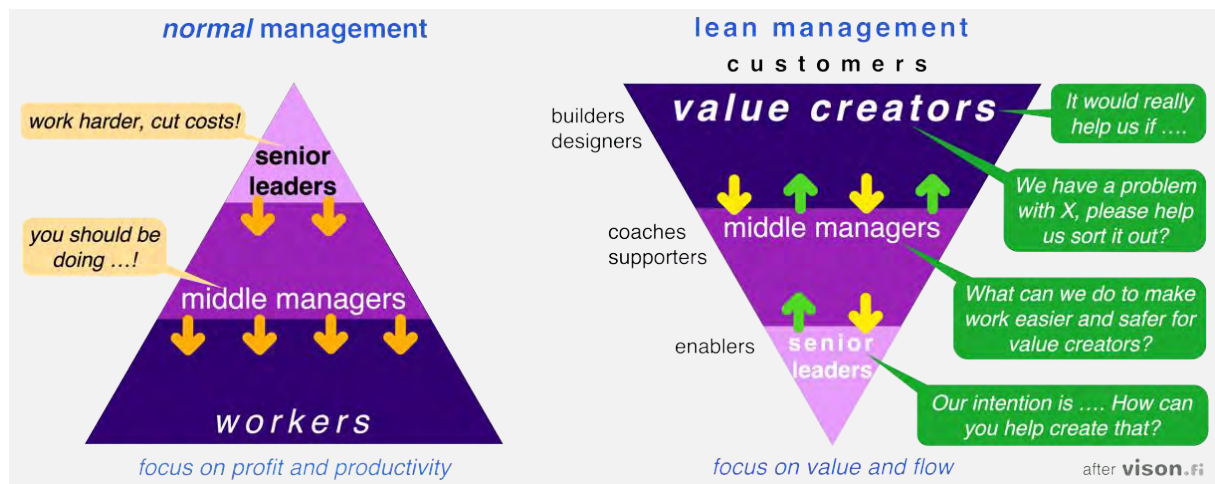 normal management
work harder, cut costs!
senior
leaders
you should be
doing ...!
middle managers
workers
focus on profit and productivity
lean management
customers
builders
designers
value creators
It would really
help us if ....
We have a problem
with X, please help
us sort it out?
coaches
supporters
middle managers
What can we do to make
work easier and safer for
value creators?
enablers
senior
leaders
Our intention is .... How can
you help create that?
focus on value and flow
after vison.fi